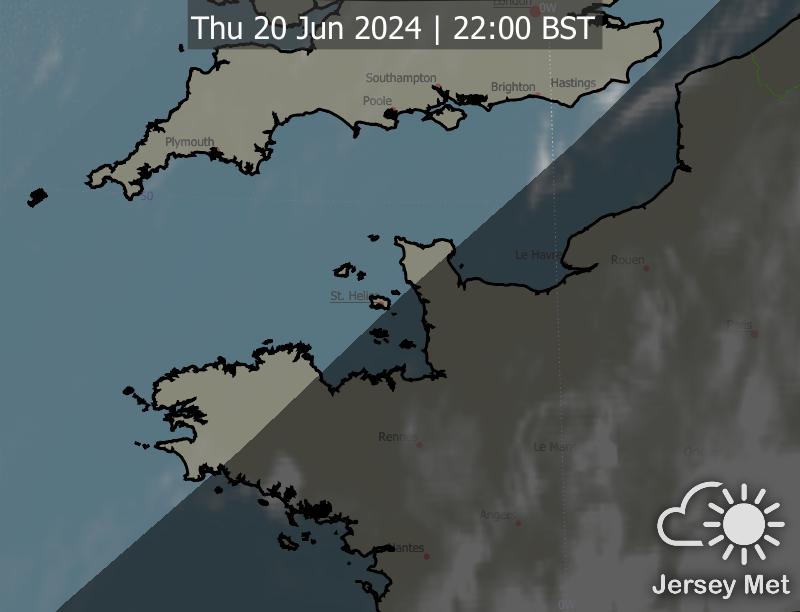 London
0W
Thu 20 Jun 2024 | 22:00 BST
Southampton
Brighton
Hastings
Poole
Plymouth
50
Le Havre
Rouen
St. Helier
Paris
Rennes
Le Mans
Angers
Nantes
0W
Jersey Met